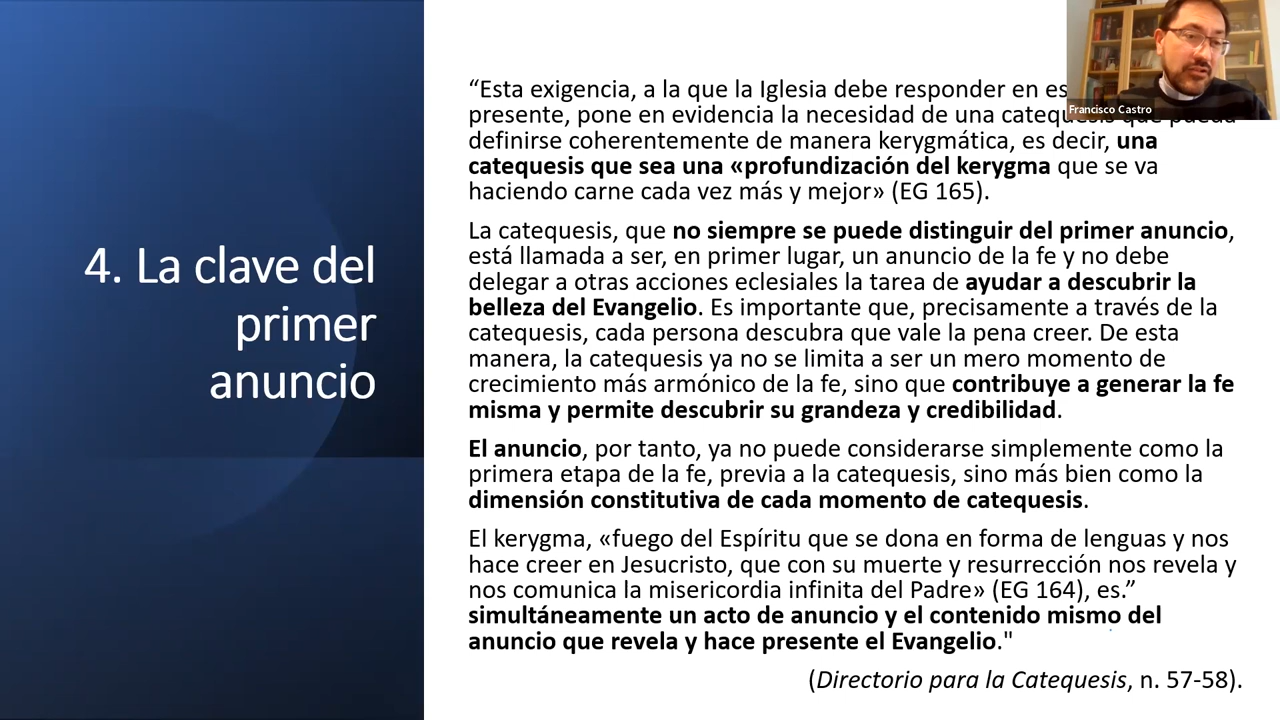 4. La clave del
primer
anuncio
“Esta exigencia, a la que la Iglesia debe responder en
presente, pone en evidencia la necesidad de una
definirse coherentemente de manera kerygmática, es decir, una
catequesis que sea una «profundización del kerygma que se va
haciendo carne cada vez más y mejor» (EG 165).
La catequesis, que no siempre se puede distinguir del primer anuncio,
está llamada a ser, en primer lugar, un anuncio de la fe y no debe
delegar a otras acciones eclesiales la tarea de ayudar a descubrir la
belleza del Evangelio. Es importante que, precisamente a través de la
catequesis, cada persona descubra que vale la pena creer. De esta
manera, la catequesis ya no se limita a ser un mero momento de
crecimiento más armónico de la fe, sino que contribuye a generar la fe
misma y permite descubrir su grandeza y credibilidad.
El anuncio, por tanto, ya no puede considerarse simplemente como la
primera etapa de la fe, previa a la catequesis, sino más bien como la
dimensión constitutiva de cada momento de catequesis.
El kerygma, «fuego del Espíritu que se dona en forma de lenguas y nos
hace creer en Jesucristo, que con su muerte y resurrección nos revela y
nos comunica la misericordia infinita del Padre» (EG 164), es.”
simultáneamente un acto de anuncio y el contenido mismo del
anuncio que revela y hace presente el Evangelio."
(Directorio para la Catequesis, n. 57-58).
Francisco Castro